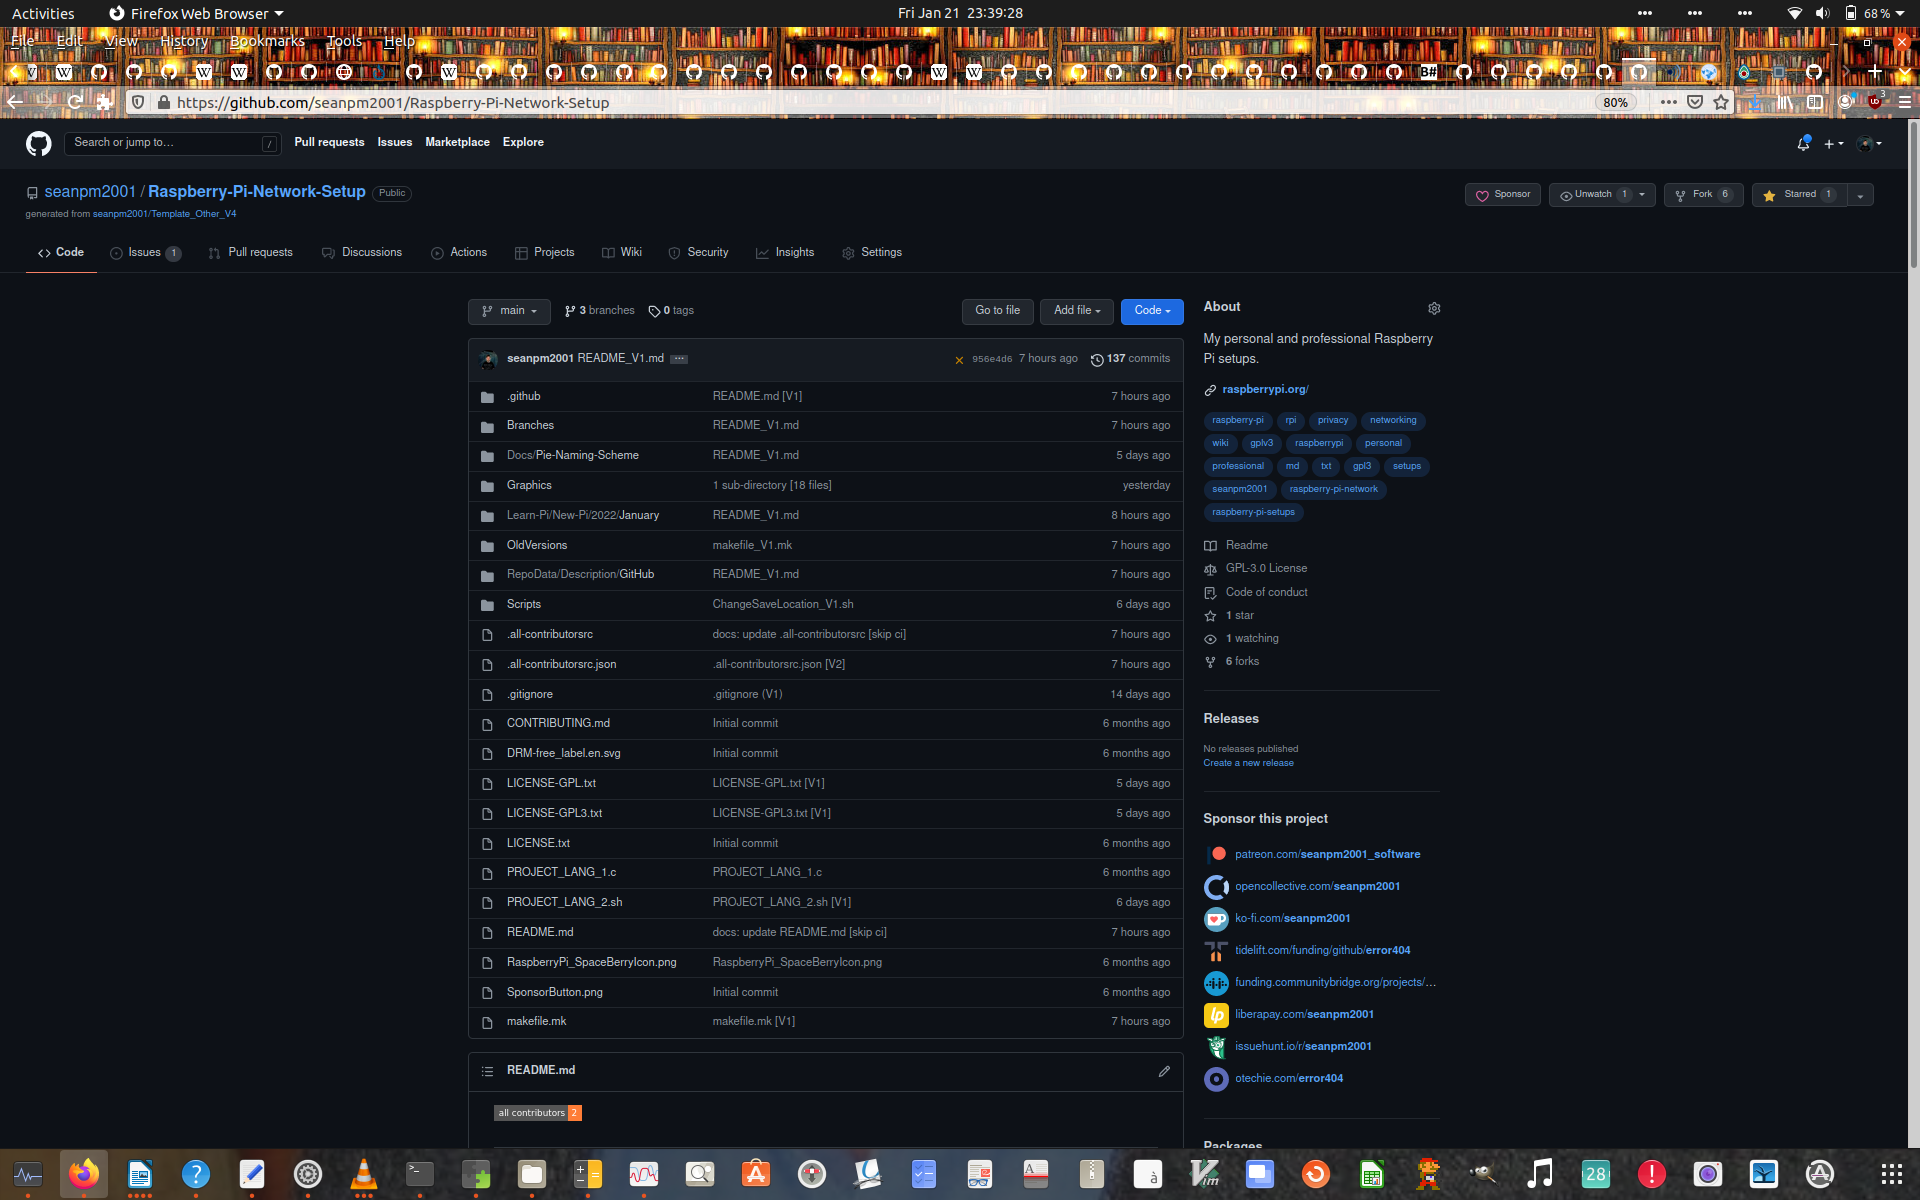 Activities Firefox Web Browser Fri Jan 21 23:39:28 68 %
File Edit View History Bookmarks Tools Help
B#
https://github.com/seanpm2001/Raspberry-Pi-Network-Setup 80% 3
Search or jump to… / Pull requests Issues Marketplace Explore
seanpm2001 / Raspberry-Pi-Network-Setup Public Sponsor Unwatch 1 Fork 6 Starred 1
generated from seanpm2001/Template_Other_V4
Code Issues 1 Pull requests Discussions Actions Projects Wiki Security Insights Settings
main 3 branches 0 tags Go to file Add file Code
seanpm2001 README_V1.md ... 956e4d6 7 hours ago 137 commits
.github README.md [V1] 7 hours ago
Branches README_V1.md 7 hours ago
Docs/Pie-Naming-Scheme README_V1.md 5 days ago
Graphics 1 sub-directory [18 files] yesterday
Learn-Pi/New-Pi/2022/January README_V1.md 8 hours ago
OldVersions makefile_V1.mk 7 hours ago
RepoData/Description/GitHub README_V1.md 7 hours ago
Scripts ChangeSaveLocation_V1.sh 6 days ago
.all-contributorsrc docs: update .all-contributorsrc [skip ci] 7 hours ago
.all-contributorsrc.json .all-contributorsrc.json [V2] 7 hours ago
.gitignore .gitignore (V1) 14 days ago
CONTRIBUTING.md Initial commit 6 months ago
DRM-free_label.en.svg Initial commit 6 months ago
LICENSE-GPL.txt LICENSE-GPL.txt [V1] 5 days ago
LICENSE-GPL3.txt LICENSE-GPL3.txt [V1] 5 days ago
LICENSE.txt Initial commit 6 months ago
PROJECT_LANG_1.c PROJECT_LANG_1.c 6 months ago
PROJECT_LANG_2.sh PROJECT_LANG_2.sh [V1] 6 days ago
README.md docs: update README.md [skip ci] 7 hours ago
RaspberryPi_SpaceBerryIcon.png RaspberryPi_SpaceBerryIcon.png 6 months ago
SponsorButton.png Initial commit 6 months ago
makefile.mk makefile.mk [V1] 7 hours ago
README.md
all contributors 2
About
My personal and professional Raspberry
Pi setups.
raspberrypi.org/
raspberry-pi rpi privacy networking
wiki gplv3 raspberrypi personal
professional md txt gpl3 setups
seanpm2001 raspberry-pi-network
raspberry-pi-setups
Readme
GPL-3.0 License
Code of conduct
1 star
1 watching
6 forks
Releases
No releases published
Create a new release
Sponsor this project
patreon.com/seanpm2001_software
opencollective.com/seanpm2001
ko-fi.com/seanpm2001
tidelift.com/funding/github/error404
funding.communitybridge.org/projects/…
liberapay.com/seanpm2001
issuehunt.io/r/seanpm2001
otechie.com/error404
Packages
28